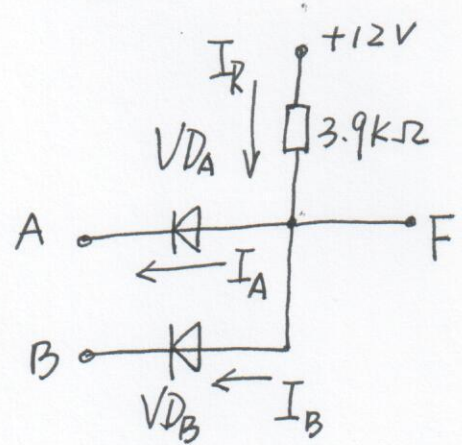 +12V
I_R
3.9KΩ
VD_A
A
F
I_A
B
VD_B
I_B